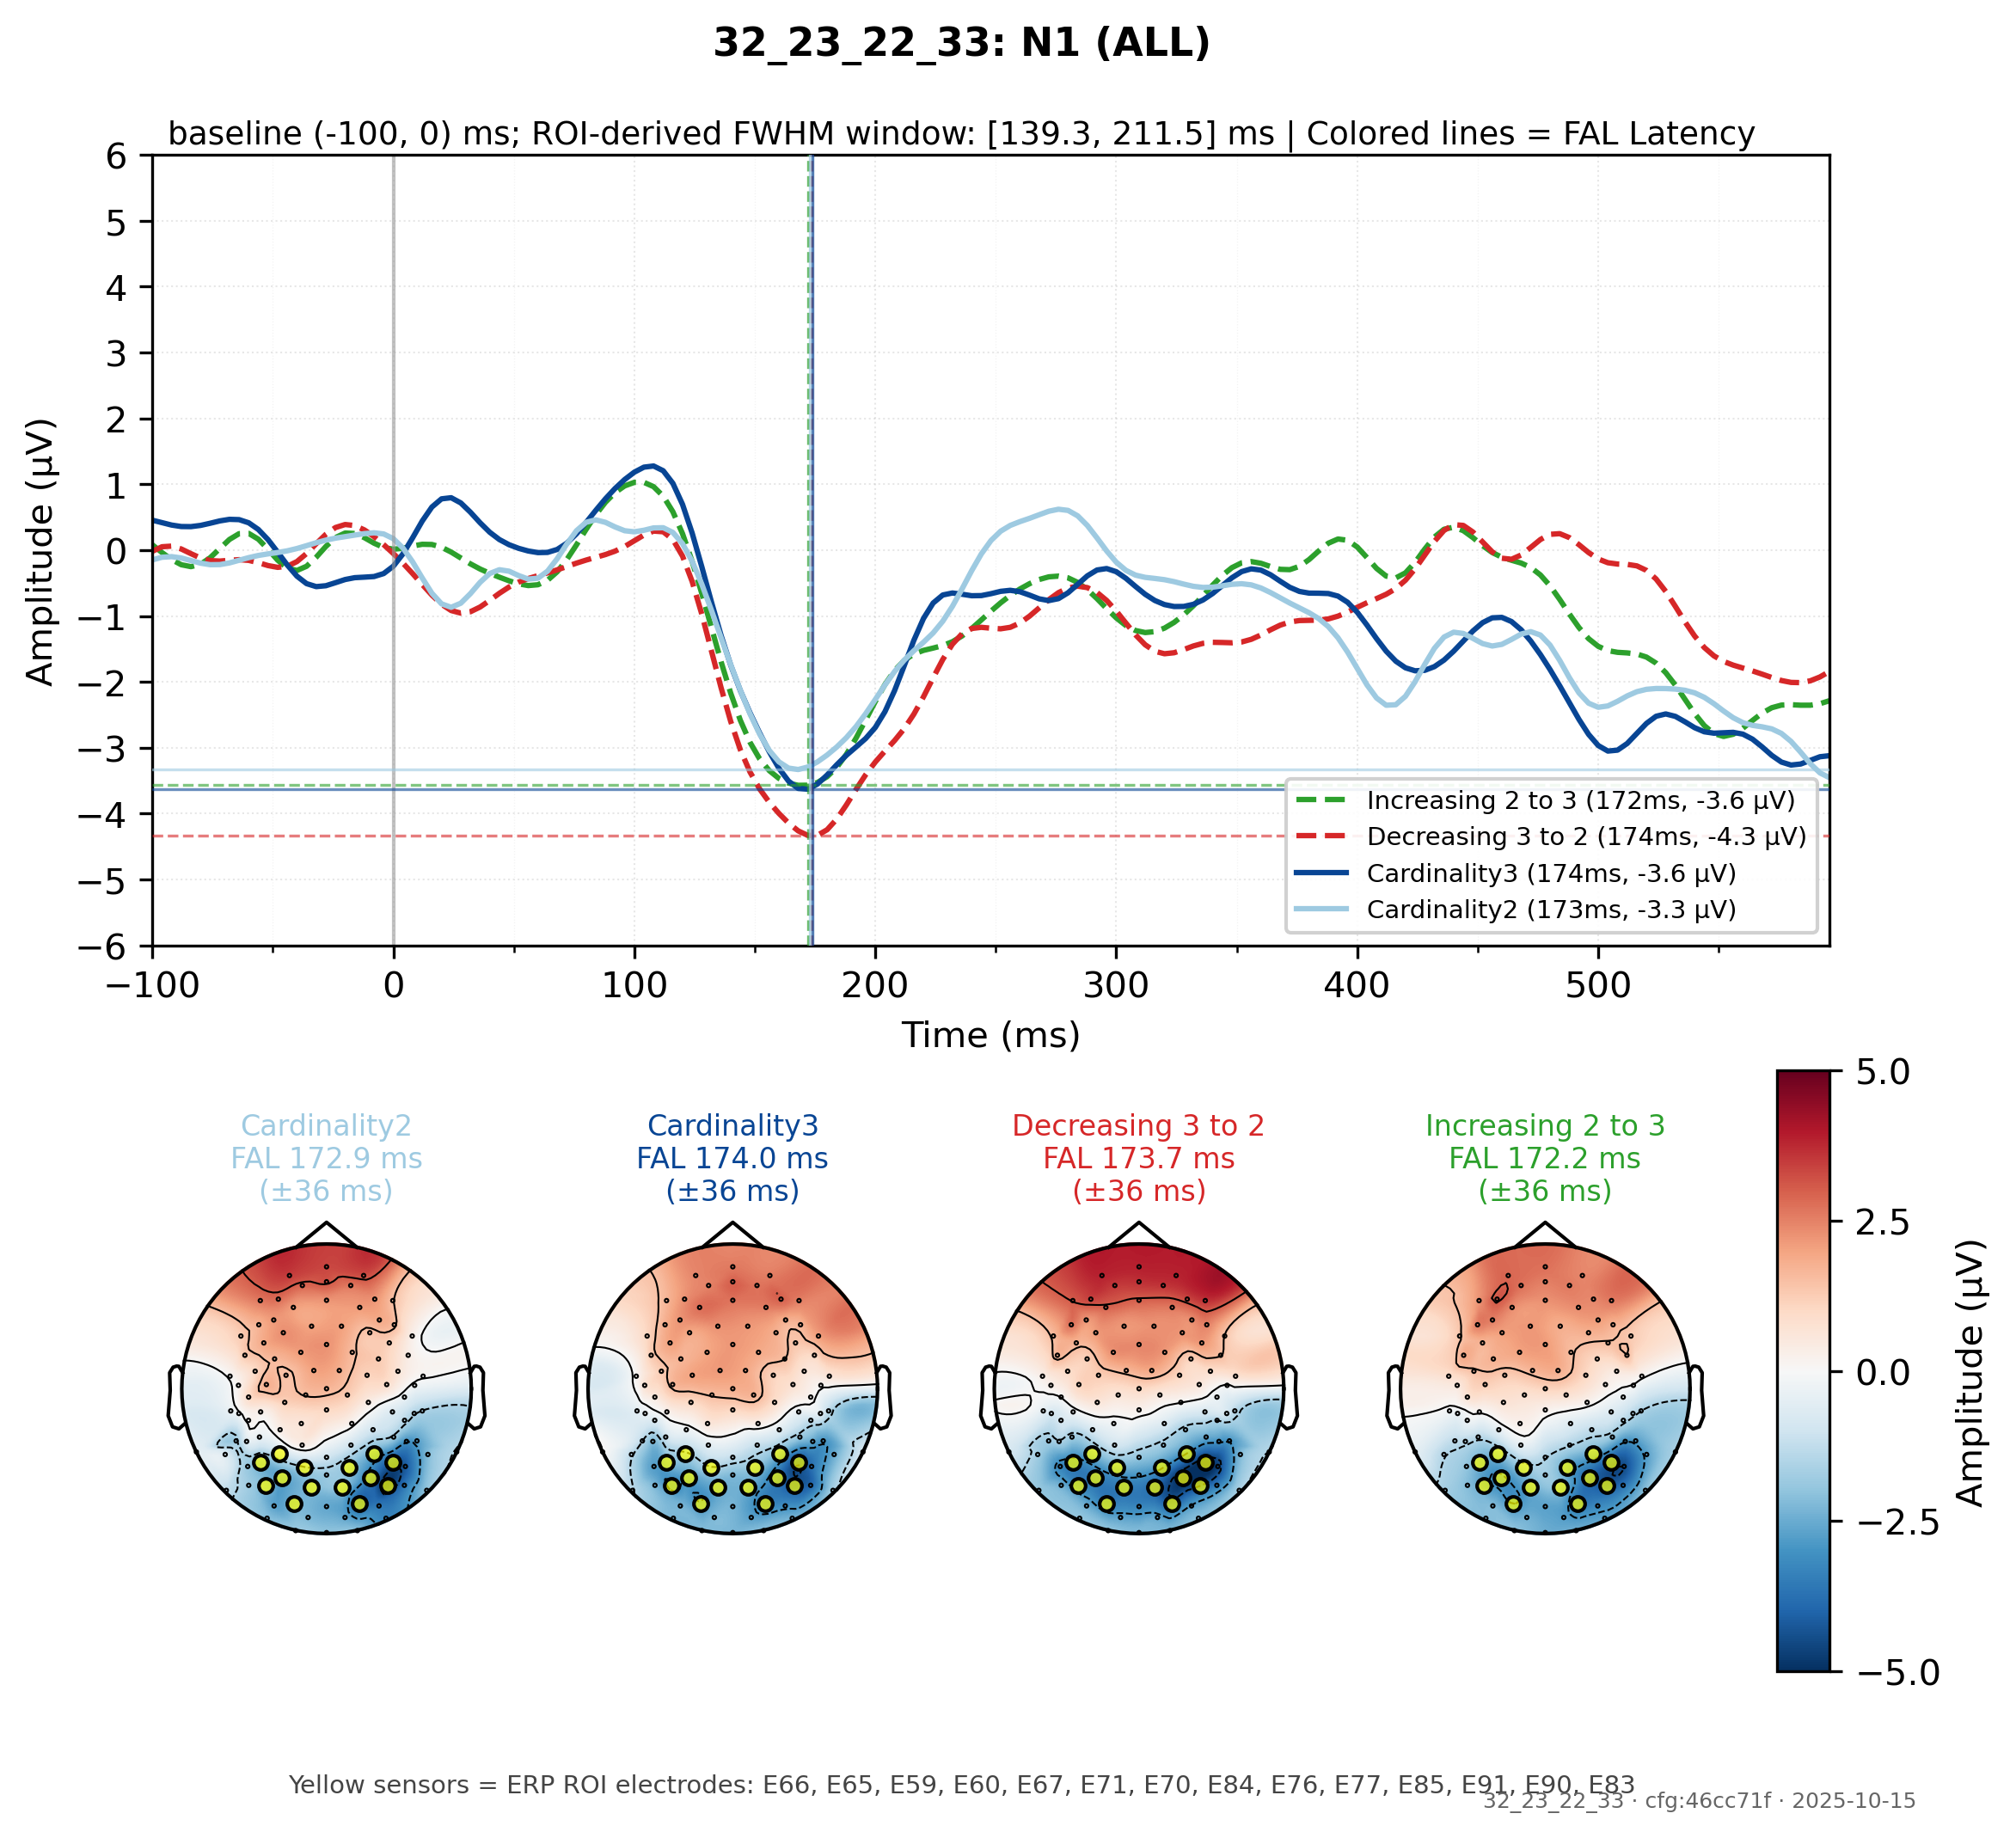 32_23_22_33: N1 (ALL)
baseline (-100, 0) ms; ROI-derived FWHM window: [139.3, 211.5] ms | Colored lines = FAL Latency
6
5
4
3
2
1
0
−1
−2
−3
−4
−5
−6
Amplitude (µV)
Increasing 2 to 3 (172ms, -3.6 µV)
Decreasing 3 to 2 (174ms, -4.3 µV)
Cardinality3 (174ms, -3.6 µV)
Cardinality2 (173ms, -3.3 µV)
−100 0 100 200 300 400 500
Time (ms)
Cardinality2
FAL 172.9 ms
(±36 ms)
Cardinality3
FAL 174.0 ms
(±36 ms)
Decreasing 3 to 2
FAL 173.7 ms
(±36 ms)
Increasing 2 to 3
FAL 172.2 ms
(±36 ms)
5.0
2.5
0.0
−2.5
−5.0
Amplitude (µV)
Yellow sensors = ERP ROI electrodes: E66, E65, E59, E60, E67, E71, E70, E84, E76, E77, E85, E91, E90, E83
32_23_22_33 · cfg:46cc71f · 2025-10-15